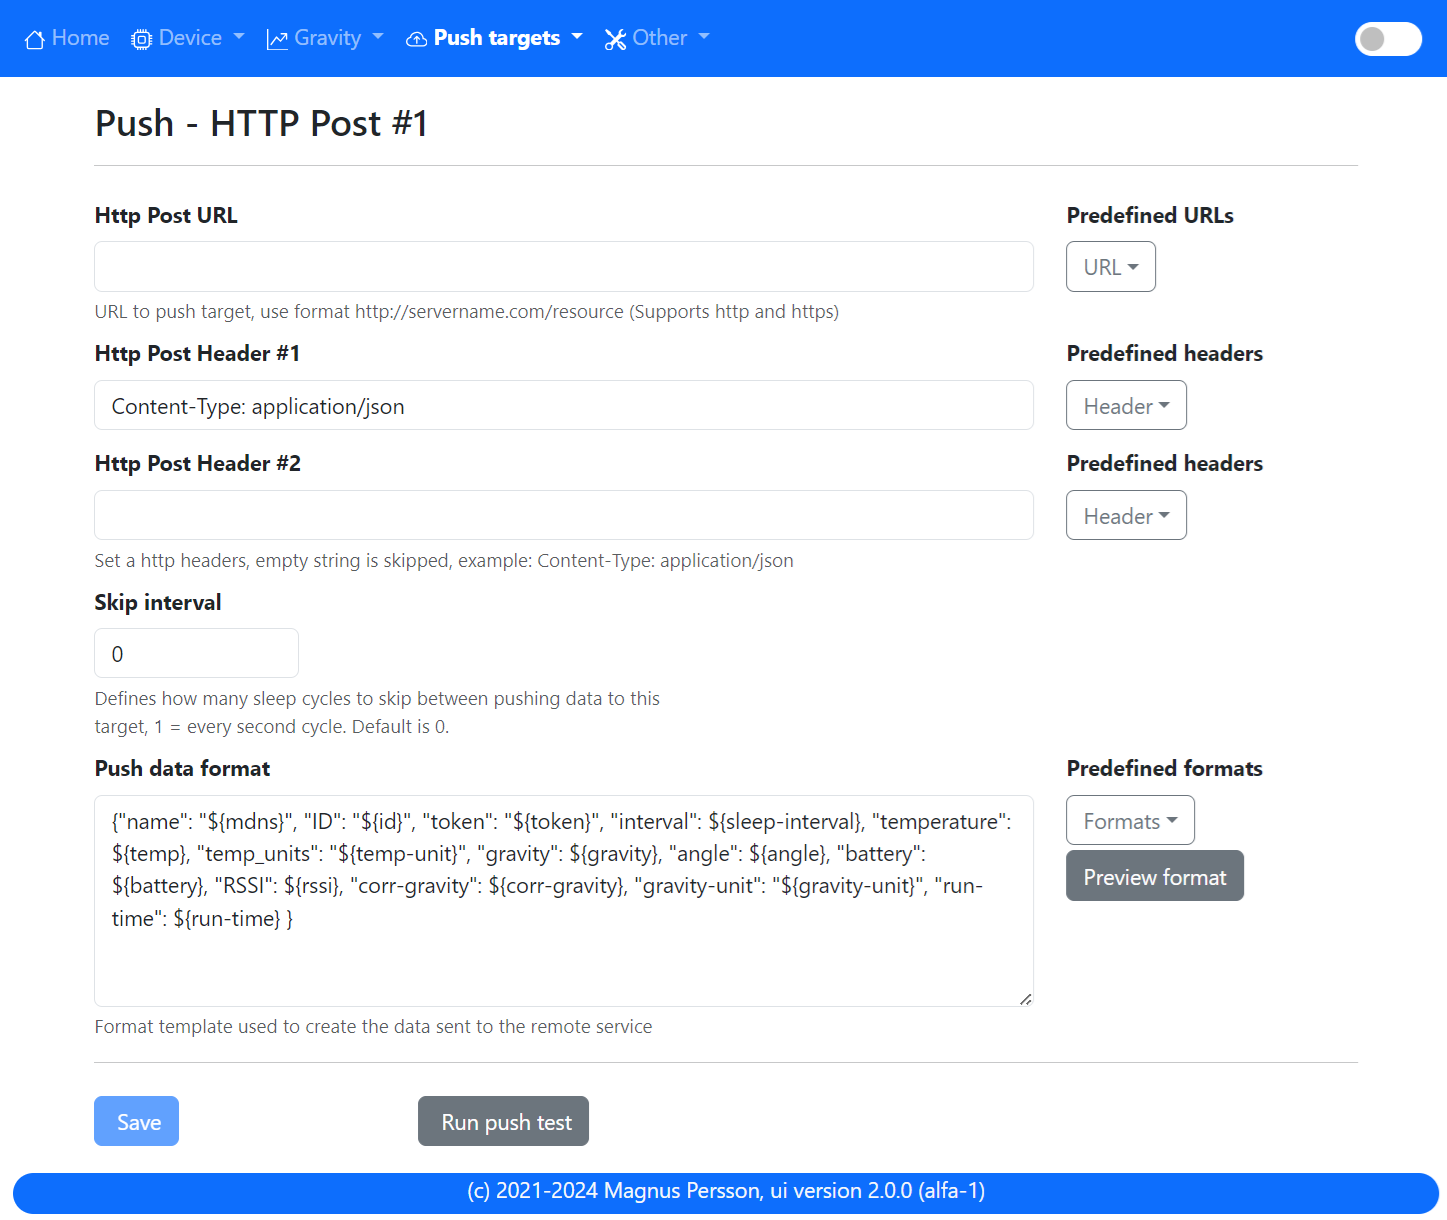 Home Device Gravity Push targets Other
Push - HTTP Post #1
Http Post URL Predefined URLs
URL
URL to push target, use format http://servername.com/resource (Supports http and https)
Http Post Header #1 Predefined headers
Content-Type: application/json Header
Http Post Header #2 Predefined headers
Header
Set a http headers, empty string is skipped, example: Content-Type: application/json
Skip interval
0
Defines how many sleep cycles to skip between pushing data to this
target, 1 = every second cycle. Default is 0.
Push data format Predefined formats
{"name": "${mdns}", "ID": "${id}", "token": "${token}", "interval": ${sleep-interval}, "temperature":
${temp}, "temp_units": "${temp-unit}", "gravity": ${gravity}, "angle": ${angle}, "battery":
${battery}, "RSSI": ${rssi}, "corr-gravity": ${corr-gravity}, "gravity-unit": "${gravity-unit}", "run-
time": ${run-time} }
Formats
Preview format
Format template used to create the data sent to the remote service
Save Run push test
(c) 2021-2024 Magnus Persson, ui version 2.0.0 (alfa-1)